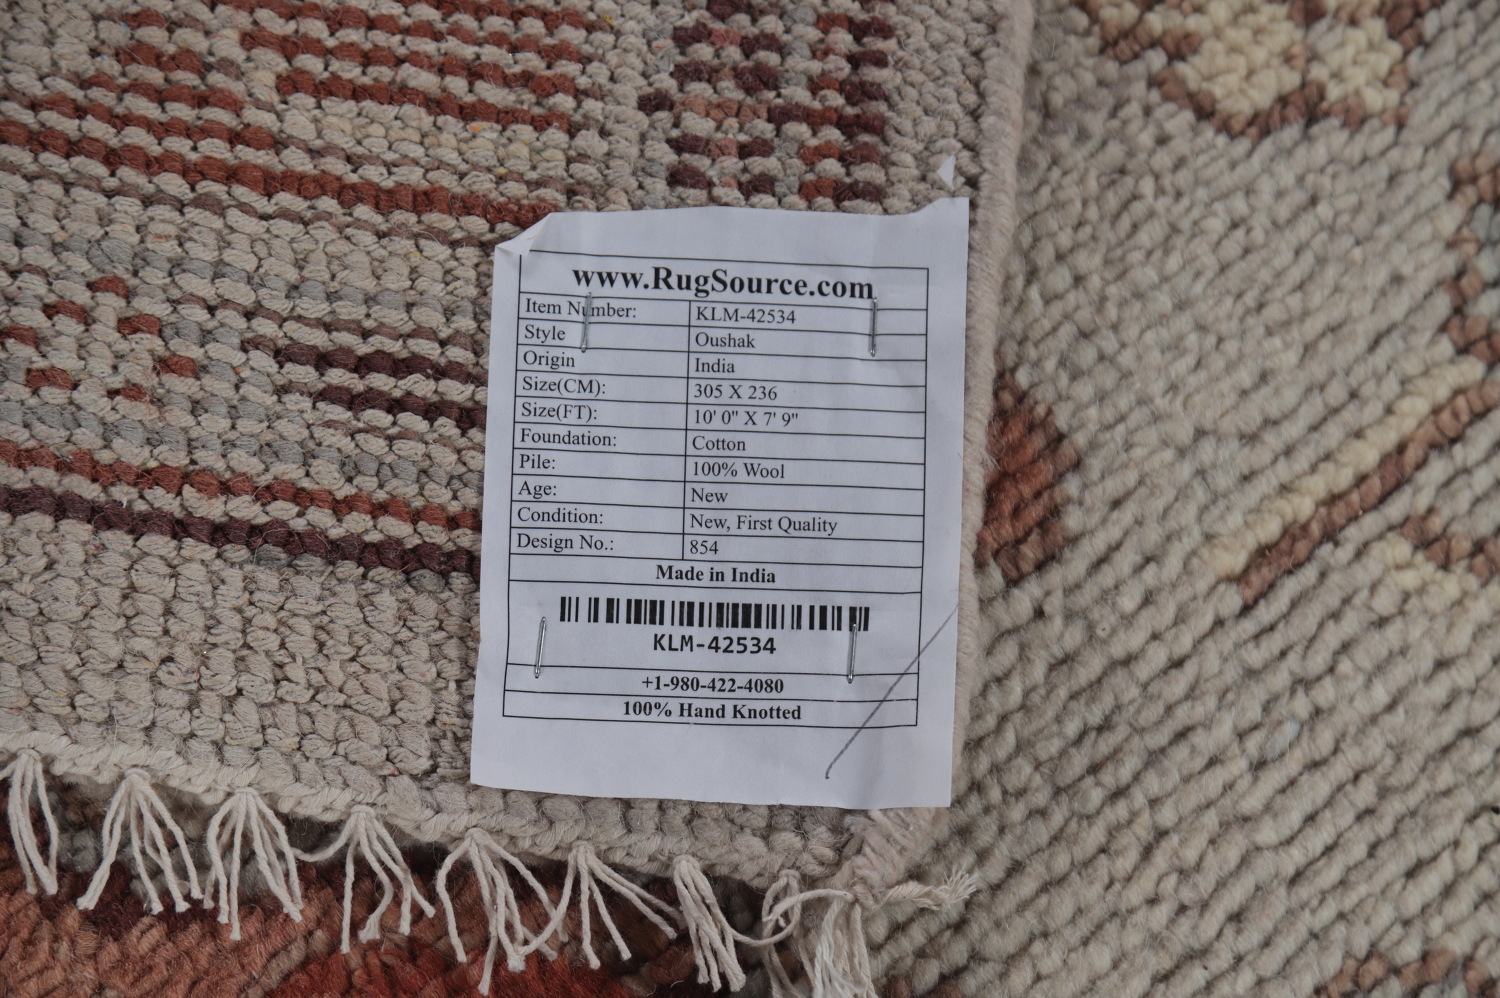 www.RugSource.com
Item Number: KLM-42534
Style Oushak
Origin India
Size(CM): 305 X 236
Size(FT): 10' 0" X 7' 9"
Foundation: Cotton
Pile: 100% Wool
Age: New
Condition: New, First Quality
Design No.: 854
Made in India
KLM-42534
+1-980-422-4080
100% Hand Knotted